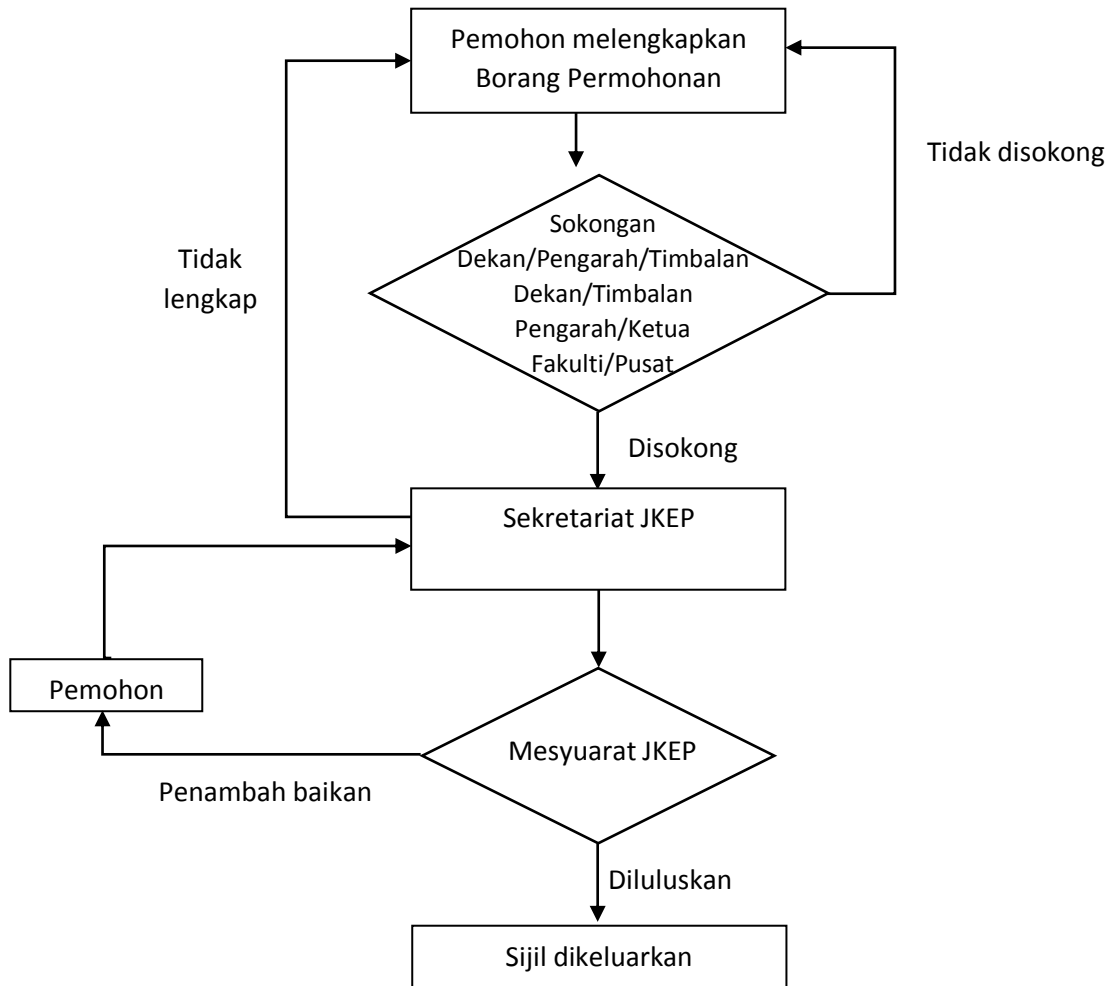 Pemohon melengkapkan
Borang Permohonan
Tidak disokong
Sokongan
Dekan/Pengarah/Timbalan
Dekan/Timbalan
Pengarah/Ketua
Fakulti/Pusat
Tidak
lengkap
Disokong
Sekretariat JKEP
Pemohon
Mesyuarat JKEP
Penambah baikan
Diluluskan
Sijil dikeluarkan